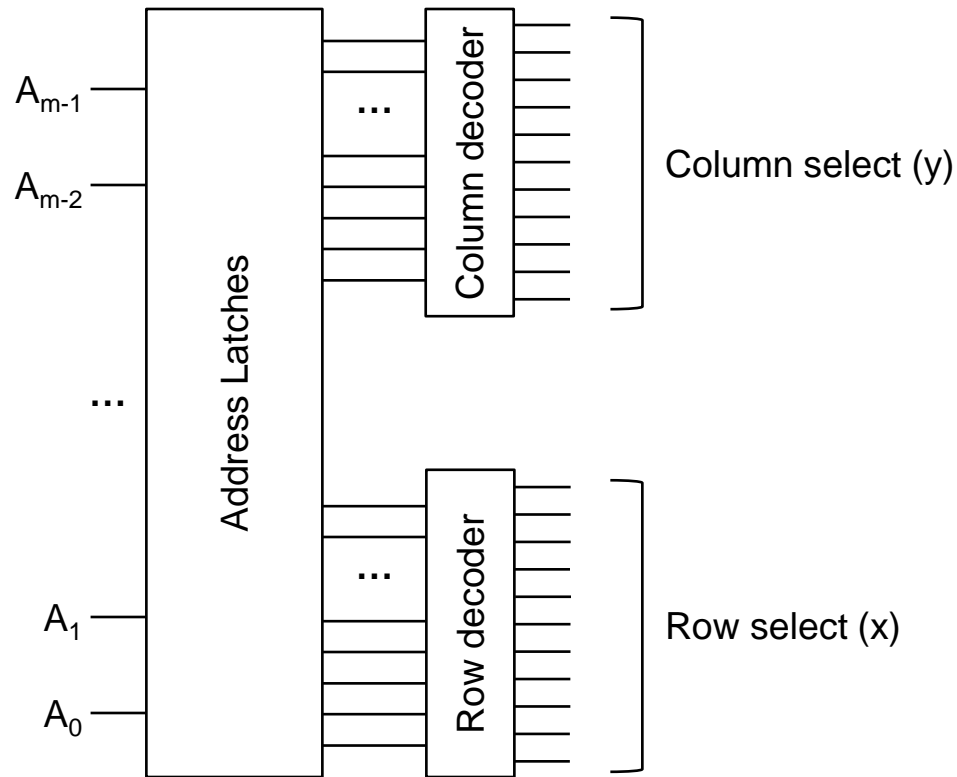 A_{m-1}
...
Column decoder
Column select (y)
A_{m-2}
Address Latches
...
A_1
...
Row decoder
Row select (x)
A_0